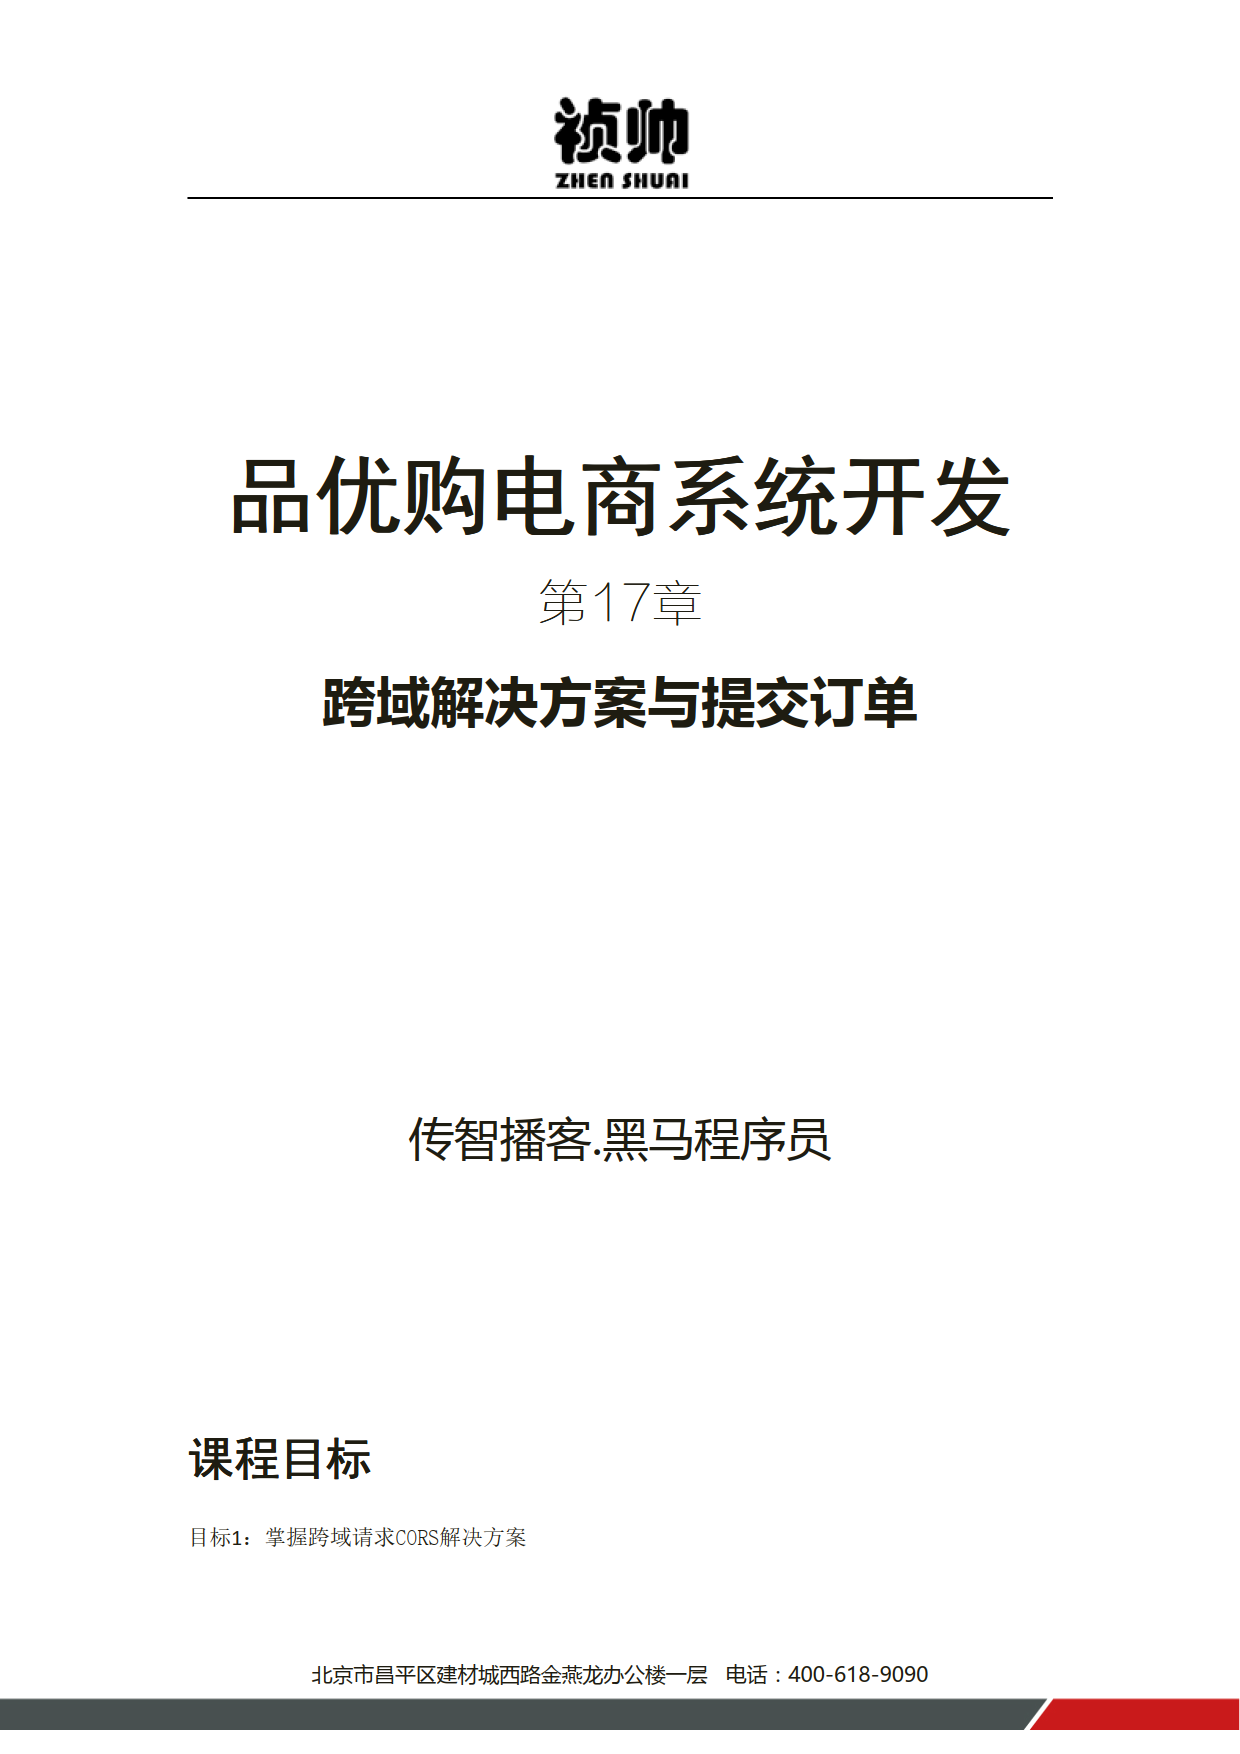 祯帅
ZHEN SHUAI
品优购电商系统开发
第17章
跨域解决方案与提交订单
传智播客.黑马程序员
课程目标
目标1：掌握跨域请求CORS解决方案
北京市昌平区建材城西路金燕龙办公楼一层 电话：400-618-9090